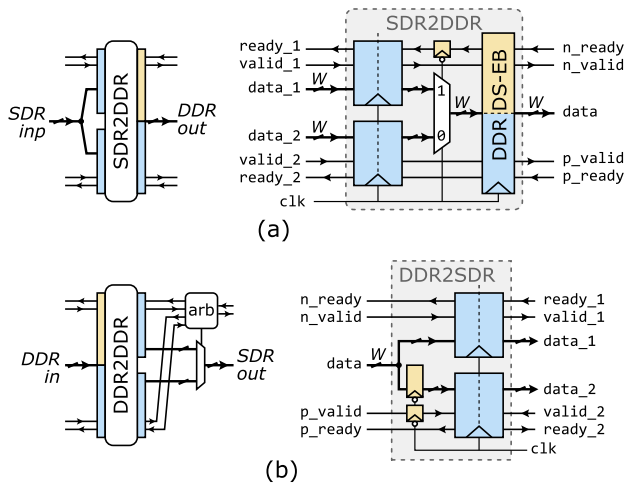 SDR2DDR
ready_1
n_ready
valid_1
n_valid
data_1
W
1
SDR
inp
SDR2DDR
DDR
out
W
DDR DS-EB
W
data
data_2
W
0
valid_2
p_valid
ready_2
p_ready
clk
(a)
DDR2SDR
arb
n_ready
ready_1
n_valid
valid_1
data_1
DDR
in
DDR2DDR
SDR
out
data
W
data_2
p_valid
valid_2
p_ready
ready_2
clk
(b)